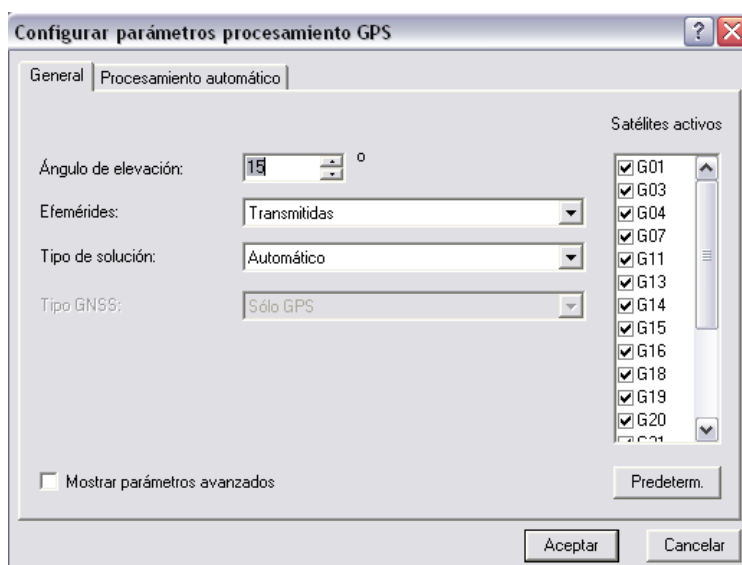 Configurar parámetros procesamiento GPS
General
Procesamiento automático
Satélites activos
Ángulo de elevación:
15
º
Efemérides:
Transmitidas
Tipo de solución:
Automático
Tipo GNSS:
Sólo GPS
G01
G03
G04
G07
G11
G13
G14
G15
G16
G18
G19
G20
G21
Mostrar parámetros avanzados
Predeterm.
Aceptar
Cancelar